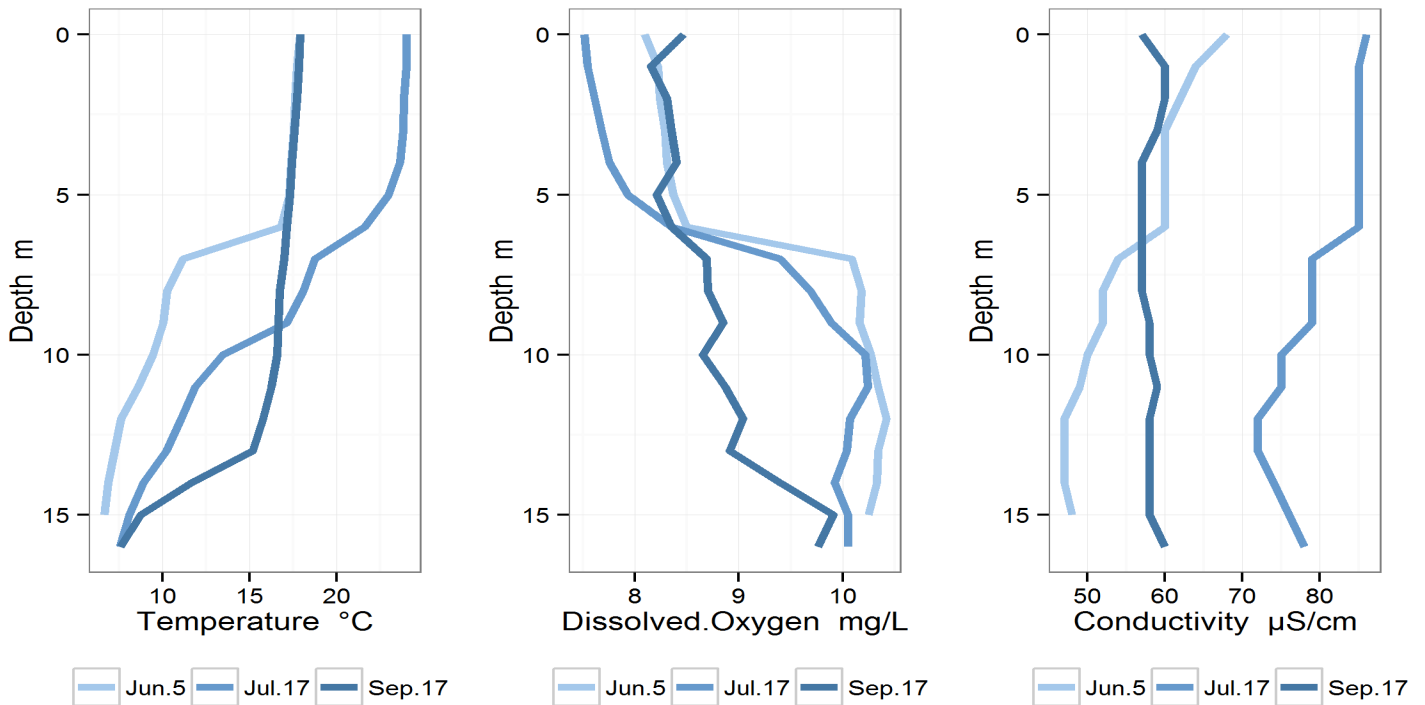 0
5
10
15
Depth m
10 15 20
Temperature °C
Jun.5 Jul.17 Sep.17
0
5
10
15
Depth m
8 9 10
Dissolved.Oxygen mg/L
Jun.5 Jul.17 Sep.17
0
5
10
15
Depth m
50 60 70 80
Conductivity µS/cm
Jun.5 Jul.17 Sep.17